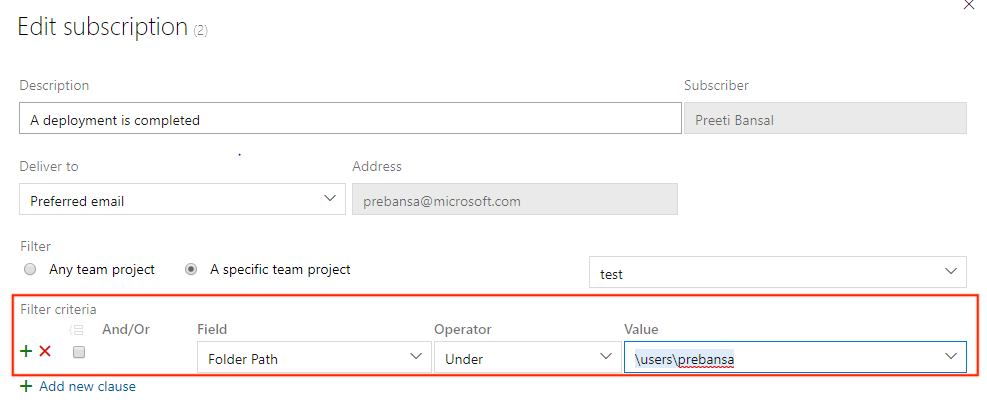 Edit subscription (2)
Description Subscriber
A deployment is completed Preeti Bansal
Deliver to Address
Preferred email prebansa@microsoft.com
Filter
Any team project A specific team project test
Filter criteria
And/Or Field Operator Value
Folder Path Under \users\prebansa
Add new clause